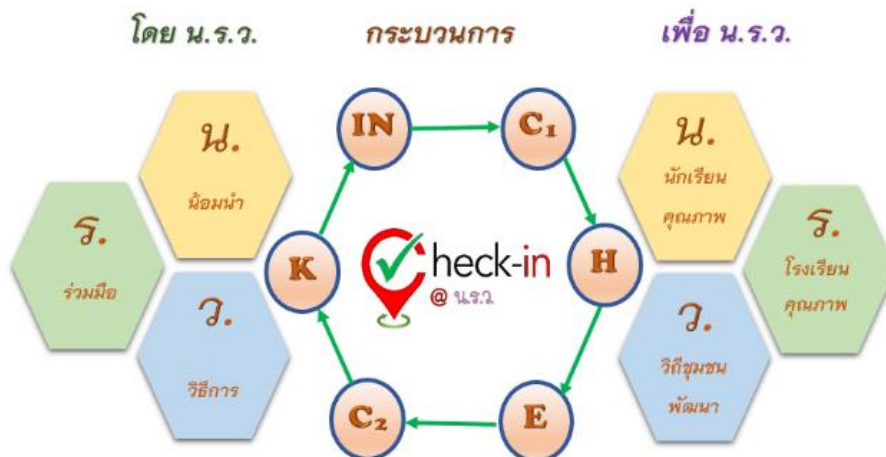 โดย น.ร.ว.
กระบวนการ
เพื่อ น.ร.ว.
น.
น้อมนำ
ร.
ร่วมมือ
ว.
วิธีการ
IN
C₁
H
E
C₂
K
Check-in
@ น.ร.ว
น.
นักเรียน
คุณภาพ
ร.
โรงเรียน
คุณภาพ
ว.
วิถีชุมชน
พัฒนา